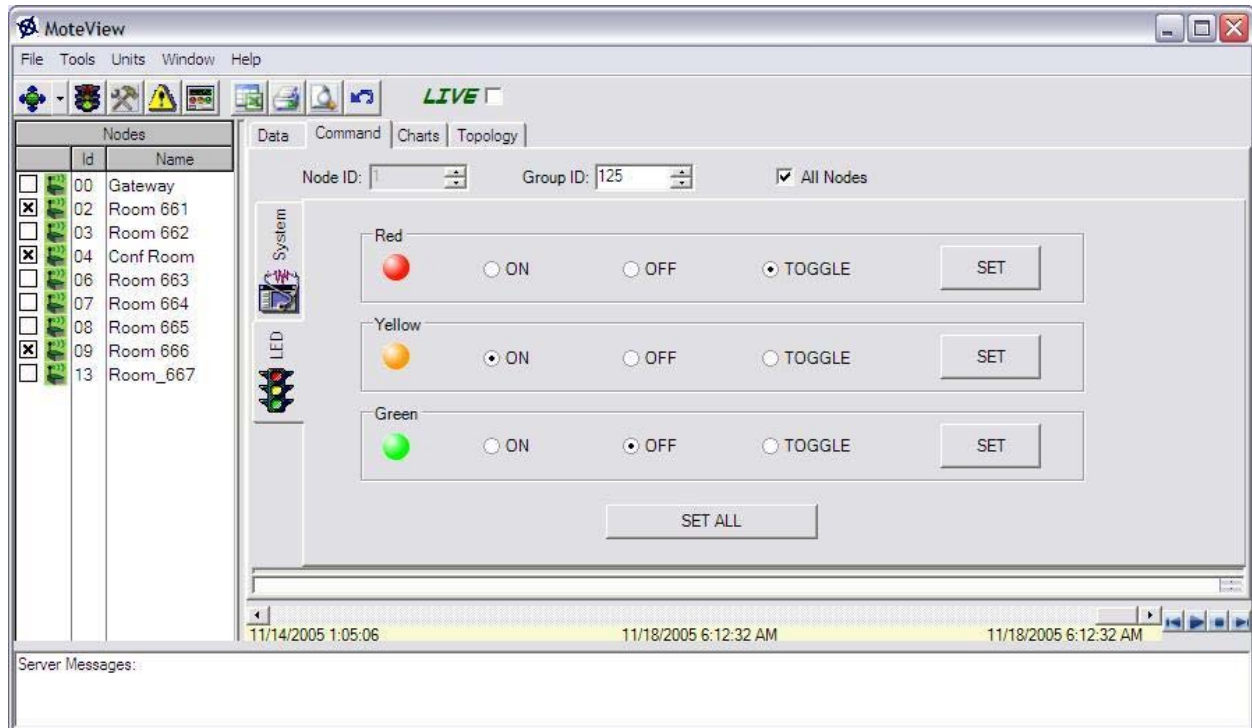 MoteView
File Tools Units Window Help
LIVE
Nodes
Id Name
00 Gateway
02 Room 661
03 Room 662
04 Conf Room
06 Room 663
07 Room 664
08 Room 665
09 Room 666
13 Room_667
Data Command Charts Topology
Node ID: 1 Group ID: 125 All Nodes
System
LED
Red
ON OFF TOGGLE SET
Yellow
ON OFF TOGGLE SET
Green
ON OFF TOGGLE SET
SET ALL
11/14/2005 1:05:06 11/18/2005 6:12:32 AM 11/18/2005 6:12:32 AM
Server Messages: